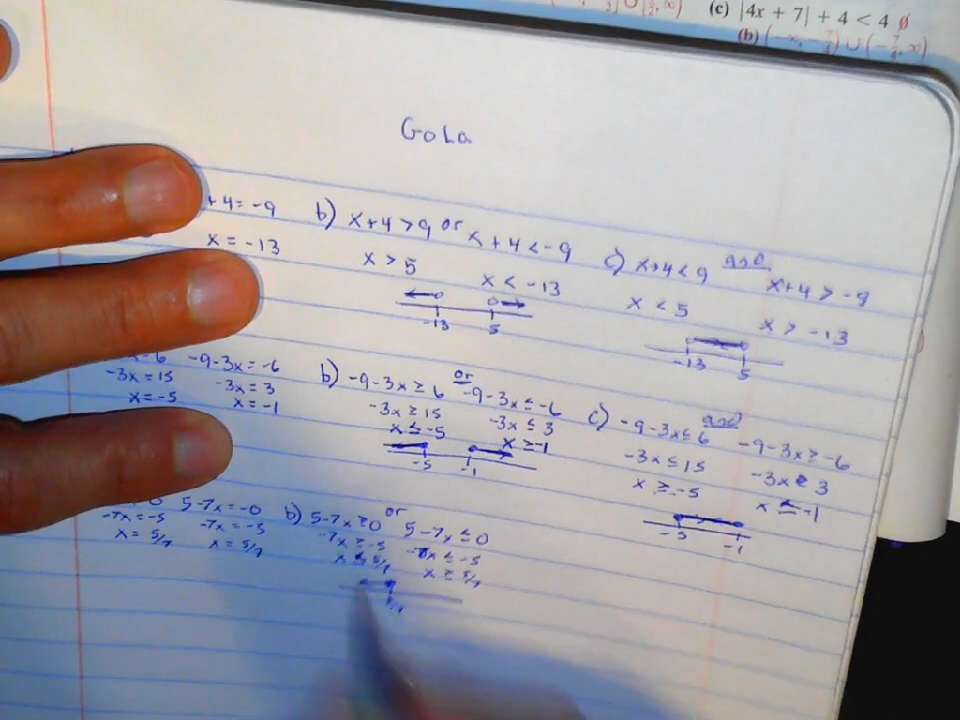 (c) |4x + 7| + 4 < 4 ∅
(b) (-∞, -7/4) ∪ (-7/4, ∞)
GoLa
+4 = -9
x = -13
b) x+4 > 9 or x+4 < -9
x > 5 x < -13
-13 5
c) x+4 < 9 and x+4 > -9
x < 5 x > -13
-13 5
-9-3x = -6
-3x = 15 -3x = 3
x = -5 x = -1
b) -9-3x ≥ 6 or -9-3x ≤ -6
-3x ≥ 15 -3x ≤ 3
x ≤ -5 x ≥ -1
-5 -1
c) -9-3x ≤ 6 and -9-3x ≥ -6
-3x ≤ 15 -3x ≥ 3
x ≥ -5 x ≤ -1
-5 -1
5-7x = -0
-7x = -5 -7x = -5
x = 5/7 x = 5/7
b) 5-7x ≥ 0 or 5-7x ≤ 0
-7x ≥ -5 -7x ≤ -5
x ≤ 5/7 x ≥ 5/7
5/7